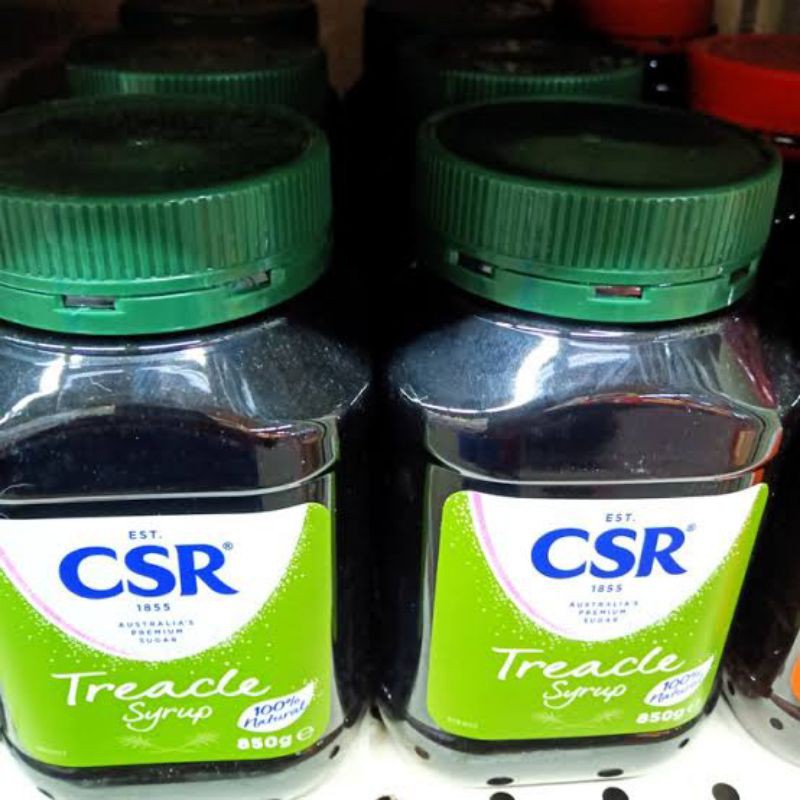 EST.
CSR®
1855
AUSTRALIA'S
PREMIUM
SUGAR
Treacle
Syrup
100%
Natural
850g e
EST.
CSR®
1855
AUSTRALIA'S
PREMIUM
SUGAR
Treacle
Syrup
100%
Natural
850g e